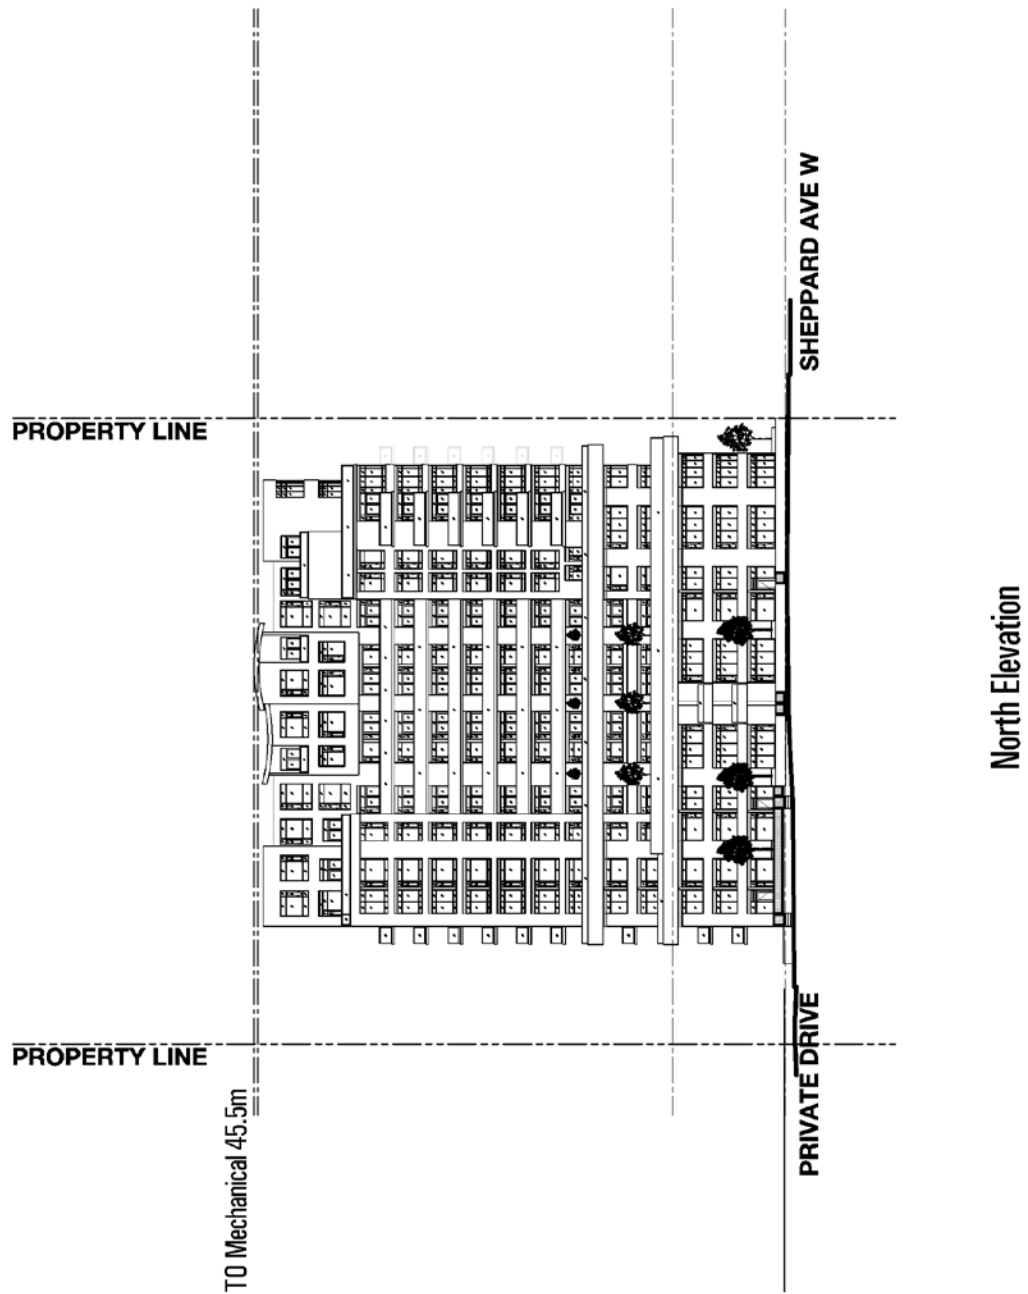 PROPERTY LINE
PROPERTY LINE
TO Mechanical 45.5m
PRIVATE DRIVE
SHEPPARD AVE W
North Elevation